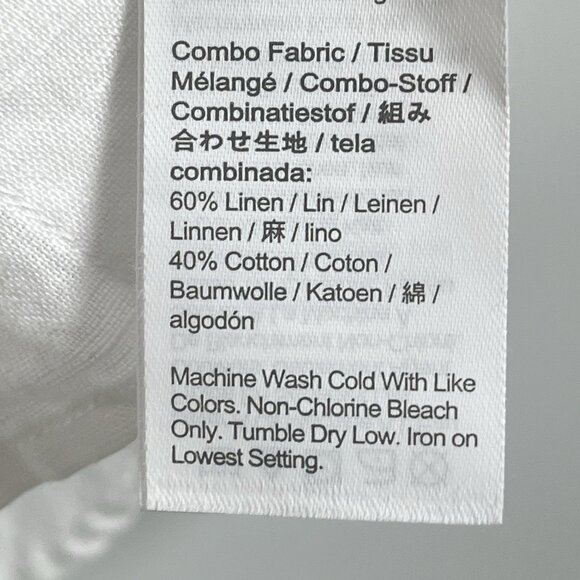 Combo Fabric / Tissu
Mélangé / Combo-Stoff /
Combinatiestof / 組み
合わせ生地 / tela
combinada:
60% Linen / Lin / Leinen /
Linnen / 麻 / lino
40% Cotton / Coton /
Baumwolle / Katoen / 綿 /
algodón
Machine Wash Cold With Like
Colors. Non-Chlorine Bleach
Only. Tumble Dry Low. Iron on
Lowest Setting.